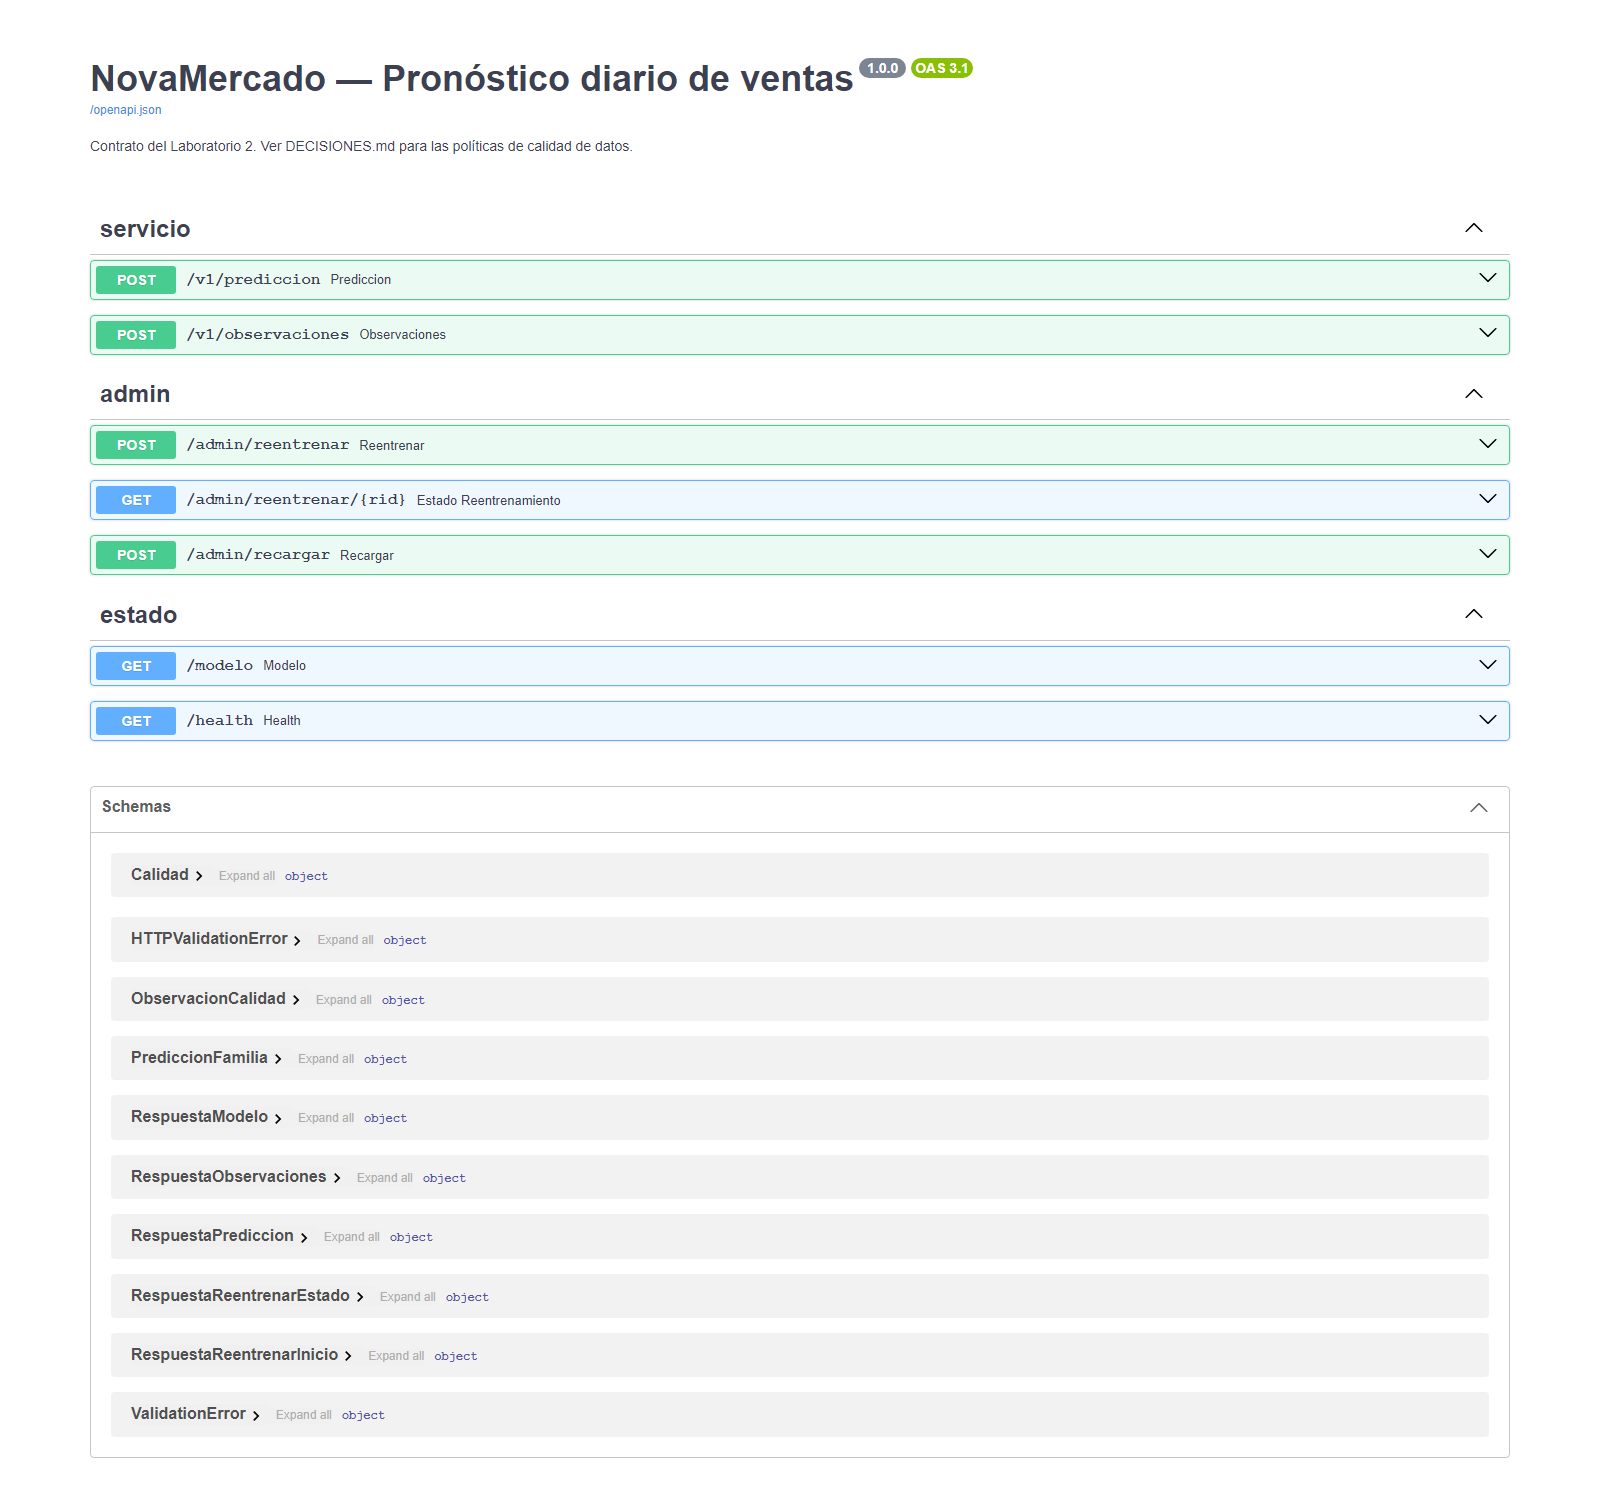 NovaMercado — Pronóstico diario de ventas 1.0.0 OAS 3.1
/openapi.json
Contrato del Laboratorio 2. Ver DECISIONES.md para las políticas de calidad de datos.
servicio
POST /v1/prediccion Prediccion
POST /v1/observaciones Observaciones
admin
POST /admin/reentrenar Reentrenar
GET /admin/reentrenar/{rid} Estado Reentrenamiento
POST /admin/recargar Recargar
estado
GET /modelo Modelo
GET /health Health
Schemas
Calidad Expand all object
HTTPValidationError Expand all object
ObservacionCalidad Expand all object
PrediccionFamilia Expand all object
RespuestaModelo Expand all object
RespuestaObservaciones Expand all object
RespuestaPrediccion Expand all object
RespuestaReentrenarEstado Expand all object
RespuestaReentrenarInicio Expand all object
ValidationError Expand all object